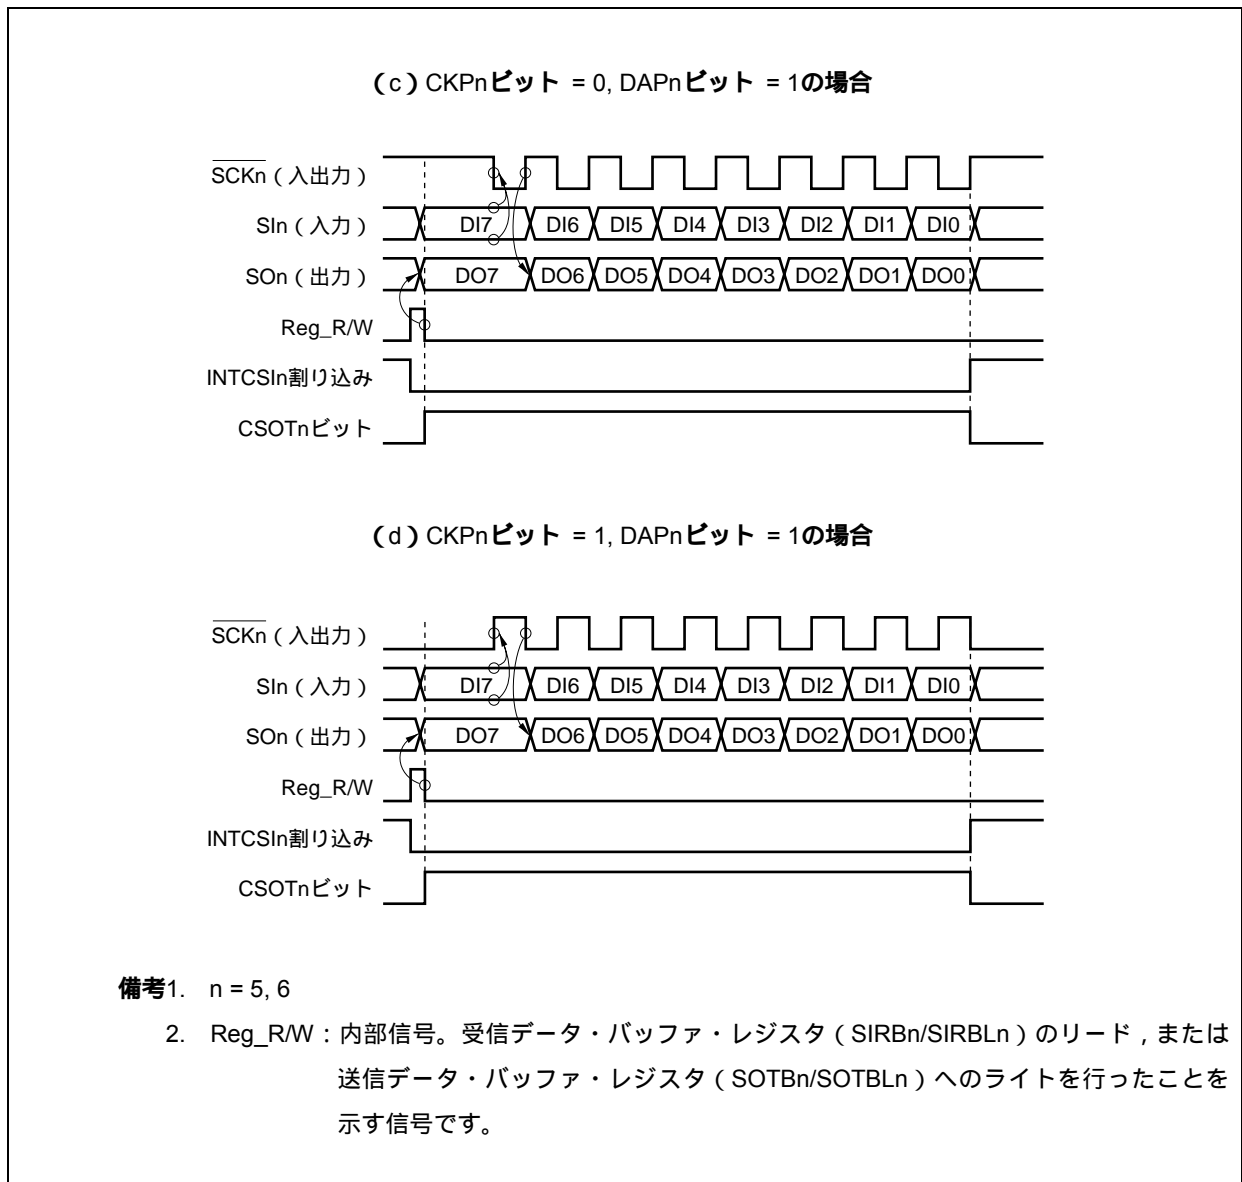 （c）CKPnビット = 0, DAPnビット = 1の場合
SCKn（入出力）
SIn（入力） DI7 DI6 DI5 DI4 DI3 DI2 DI1 DI0
SOn（出力） DO7 DO6 DO5 DO4 DO3 DO2 DO1 DO0
Reg_R/W
INTCSIn割り込み
CSOTnビット
（d）CKPnビット = 1, DAPnビット = 1の場合
SCKn（入出力）
SIn（入力） DI7 DI6 DI5 DI4 DI3 DI2 DI1 DI0
SOn（出力） DO7 DO6 DO5 DO4 DO3 DO2 DO1 DO0
Reg_R/W
INTCSIn割り込み
CSOTnビット
備考1. n = 5, 6
2. Reg_R/W：内部信号。受信データ・バッファ・レジスタ（SIRBn/SIRBLn）のリード，または
送信データ・バッファ・レジスタ（SOTBn/SOTBLn）へのライトを行ったことを
示す信号です。